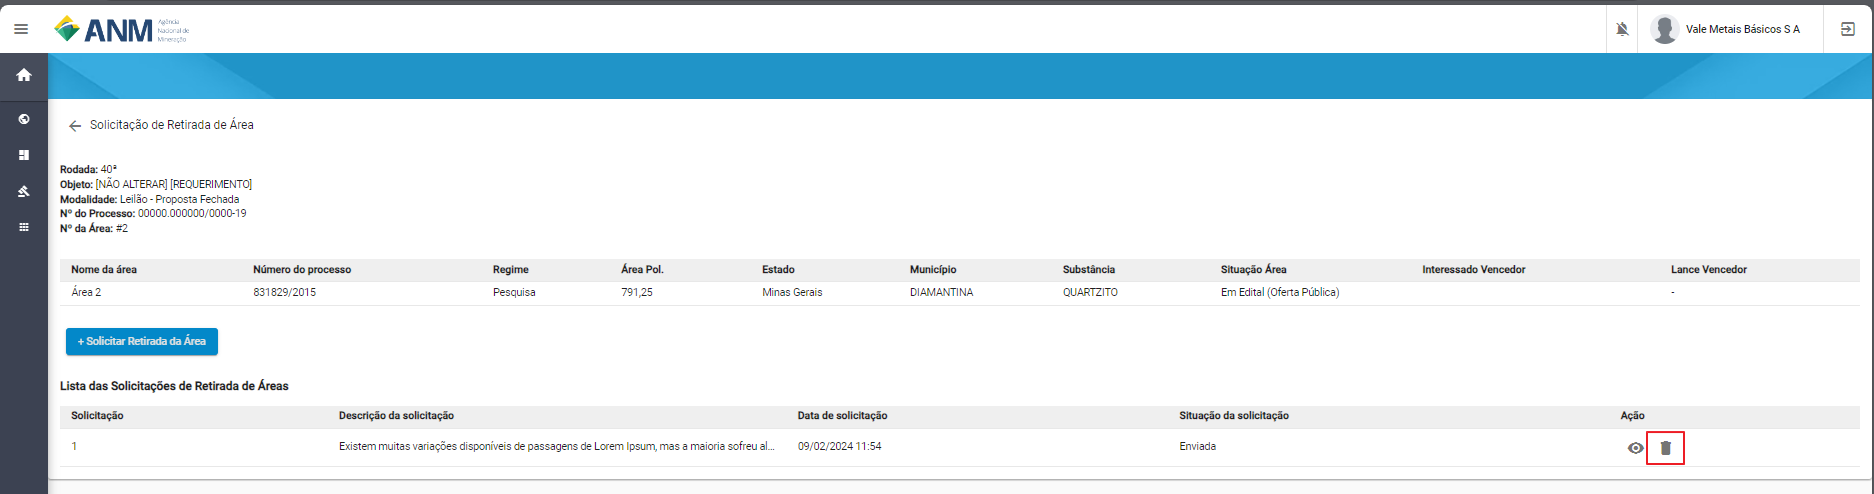 ANM
Agência
Nacional de
Mineração
Vale Metais Básicos S A
Solicitação de Retirada de Área
Rodada: 40ª
Objeto: [NÃO ALTERAR] [REQUERIMENTO]
Modalidade: Leilão - Proposta Fechada
Nº do Processo: 00000.000000/0000-19
Nº da Área: #2
Nome da área Número do processo Regime Área Pol. Estado Município Substância Situação Área Interessado Vencedor Lance Vencedor
Área 2 831829/2015 Pesquisa 791,25 Minas Gerais DIAMANTINA QUARTZITO Em Edital (Oferta Pública) -
+ Solicitar Retirada da Área
Lista das Solicitações de Retirada de Áreas
Solicitação Descrição da solicitação Data de solicitação Situação da solicitação Ação
1 Existem muitas variações disponíveis de passagens de Lorem Ipsum, mas a maioria sofreu al... 09/02/2024 11:54 Enviada